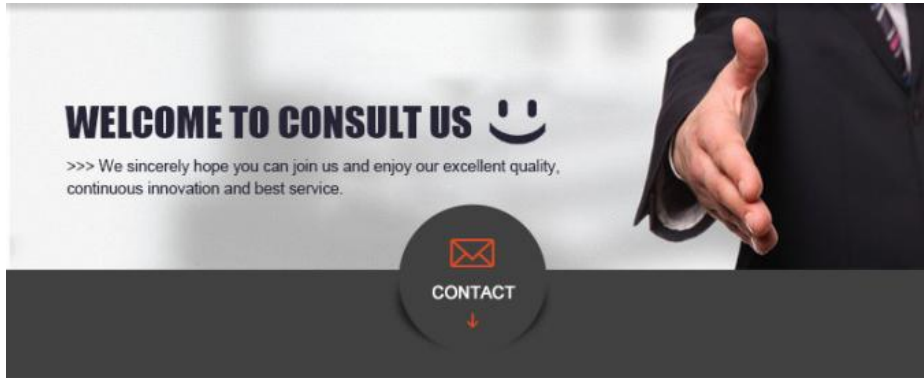 WELCOME TO CONSULT US
>>> We sincerely hope you can join us and enjoy our excellent quality,
continuous innovation and best service.
CONTACT